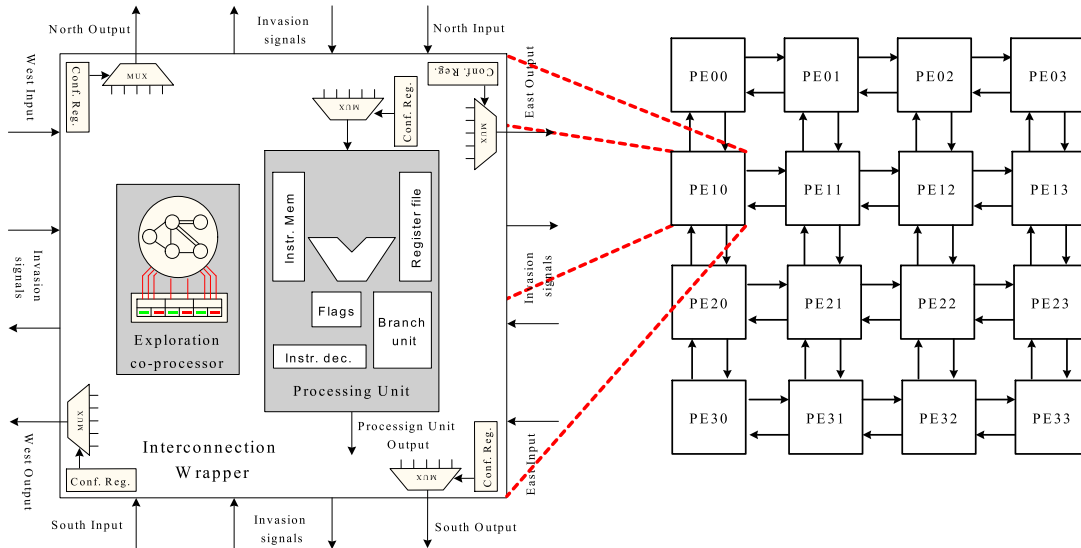 North Output
Invasion
signals
North Input
West Input
Conf. Reg.
MUX
MUX
Conf. Reg.
Conf. Reg.
MUX
East Output
Instr. Mem
Register file
Flags
Branch
unit
Instr. dec.
Processing Unit
Exploration
co-processor
Invasion
signals
Invasion
signals
MUX
Conf. Reg.
West Output
Interconnection
Wrapper
Processign Unit
Output
MUX
Conf. Reg.
East Input
South Input
Invasion
signals
South Output
PE00 PE01 PE02 PE03
PE10 PE11 PE12 PE13
PE20 PE21 PE22 PE23
PE30 PE31 PE32 PE33